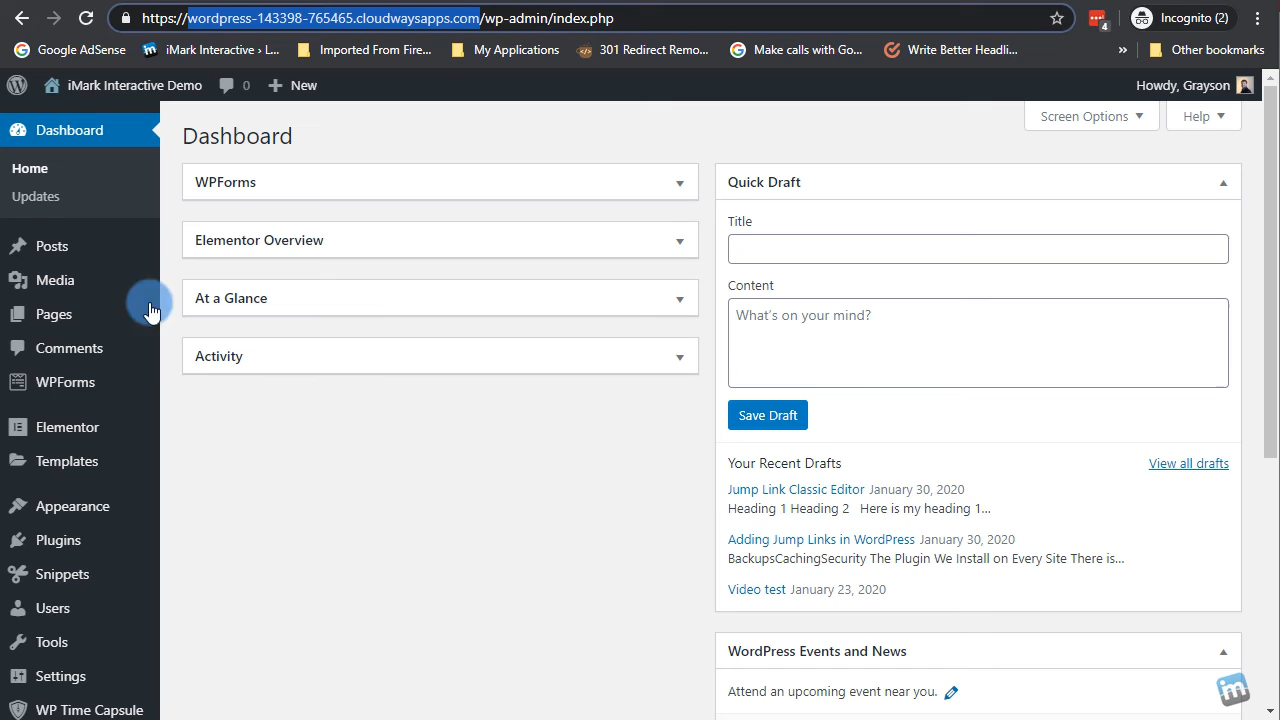 https://wordpress-143398-765465.cloudwaysapps.com/wp-admin/index.php
4
Incognito (2)
Google AdSense
iMark Interactive › L...
Imported From Fire...
My Applications
301 Redirect Remo...
Make calls with Go...
Write Better Headli...
»
Other bookmarks
iMark Interactive Demo
0
New
Howdy, Grayson
Dashboard
Home
Updates
Posts
Media
Pages
Comments
WPForms
Elementor
Templates
Appearance
Plugins
Snippets
Users
Tools
Settings
WP Time Capsule
Screen Options
Help
Dashboard
WPForms
Elementor Overview
At a Glance
Activity
Quick Draft
Title
Content
What's on your mind?
Save Draft
Your Recent Drafts
View all drafts
Jump Link Classic Editor January 30, 2020
Heading 1 Heading 2 Here is my heading 1...
Adding Jump Links in WordPress January 30, 2020
BackupsCachingSecurity The Plugin We Install on Every Site There is...
Video test January 23, 2020
WordPress Events and News
Attend an upcoming event near you.
im